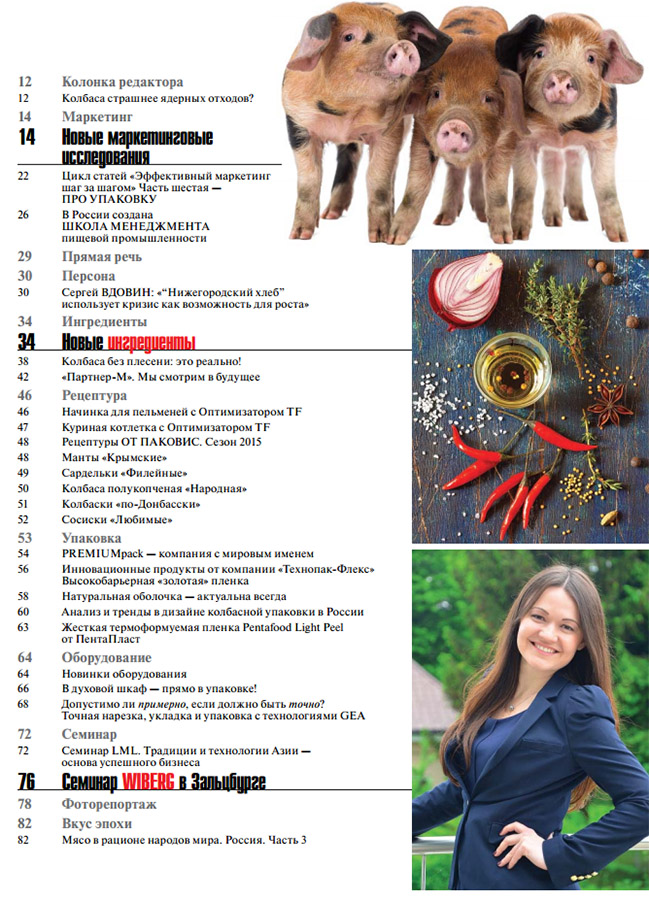 12 Колонка редактора
12 Колбаса страшнее ядерных отходов?
14 Маркетинг
14 Новые маркетинговые
исследования
22 Цикл статей «Эффективный маркетинг
шаг за шагом» Часть шестая —
ПРО УПАКОВКУ
26 В России создана
ШКОЛА МЕНЕДЖМЕНТА
пищевой промышленности
29 Прямая речь
30 Персона
30 Сергей ВДОВИН: «“Нижегородский хлеб”
использует кризис как возможность для роста»
34 Ингредиенты
34 Новые ингредиенты
38 Колбаса без плесени: это реально!
42 «Партнер-М». Мы смотрим в будущее
46 Рецептура
46 Начинка для пельменей с Оптимизатором TF
47 Куриная котлетка с Оптимизатором TF
48 Рецептуры ОТ ПАКОВИС. Сезон 2015
48 Манты «Крымские»
49 Сардельки «Филейные»
50 Колбаса полукопченая «Народная»
51 Колбаски «по-Донбасски»
52 Сосиски «Любимые»
53 Упаковка
54 PREMIUMpack — компания с мировым именем
56 Инновационные продукты от компании «Технопак-Флекс»
Высокобарьерная «золотая» пленка
58 Натуральная оболочка — актуальна всегда
60 Анализ и тренды в дизайне колбасной упаковки в России
63 Жесткая термоформуемая пленка Pentafood Light Peel
от ПентаПласт
64 Оборудование
64 Новинки оборудования
66 В духовой шкаф — прямо в упаковке!
68 Допустимо ли примерно, если должно быть точно?
Точная нарезка, укладка и упаковка с технологиями GEA
72 Семинар
72 Семинар LML. Традиции и технологии Азии —
основа успешного бизнеса
76 Семинар WIBERG в Зальцбурге
78 Фоторепортаж
82 Вкус эпохи
82 Мясо в рационе народов мира. Россия. Часть 3